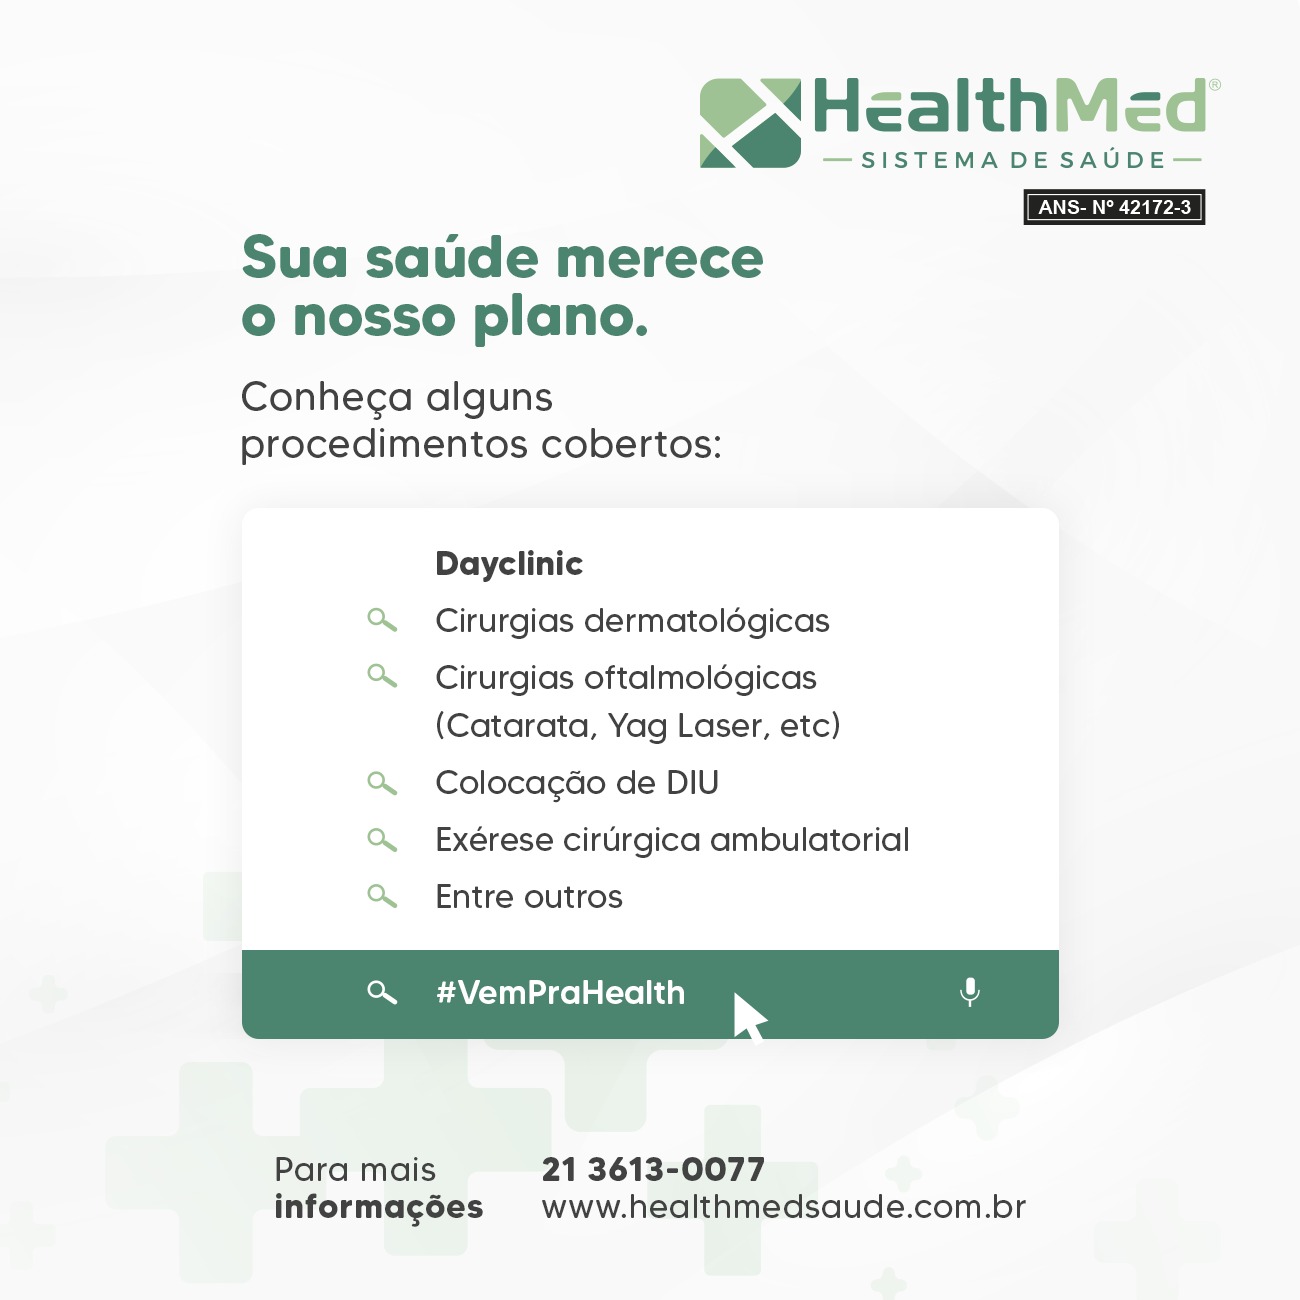 HealthMed®
SISTEMA DE SAÚDE
ANS- Nº 42172-3
Sua saúde merece
o nosso plano.
Conheça alguns
procedimentos cobertos:
Dayclinic
Cirurgias dermatológicas
Cirurgias oftalmológicas
(Catarata, Yag Laser, etc)
Colocação de DIU
Exérese cirúrgica ambulatorial
Entre outros
#VemPraHealth
Para mais
informações
21 3613-0077
www.healthmedsaude.com.br